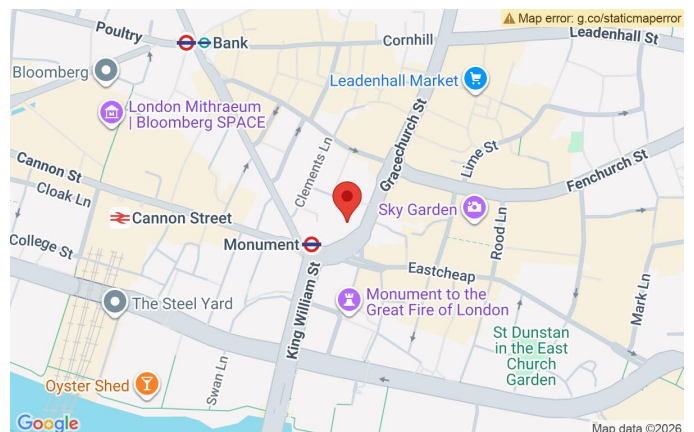 Map error: g.co/staticmaperror
Poultry
Bank
Cornhill
Leadenhall St
Bloomberg
Leadenhall Market
London Mithraeum
| Bloomberg SPACE
Gracechurch St
Clements Ln
Lime St
Fenchurch St
Cannon St
Cloak Ln
Cannon Street
Sky Garden
Rood Ln
College St
Monument
Eastcheap
Mark Ln
King William St
The Steel Yard
Monument to the
Great Fire of London
St Dunstan
in the East
Church
Garden
Swan Ln
Oyster Shed
Google
Map data ©2026